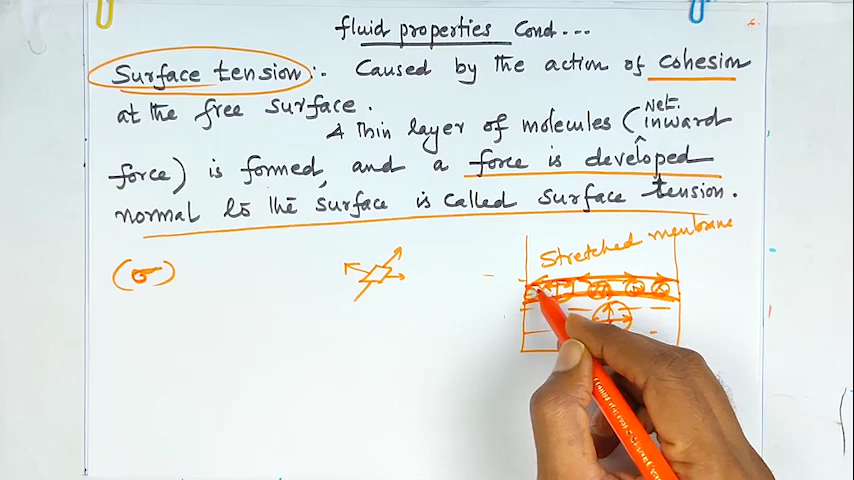 fluid properties Cond...
Surface tension:- Caused by the action of cohesion
at the free surface.
A thin layer of molecules (Net inward
force) is formed, and a force is developed
normal to the surface is called surface tension.
Stretched membrane
(σ)